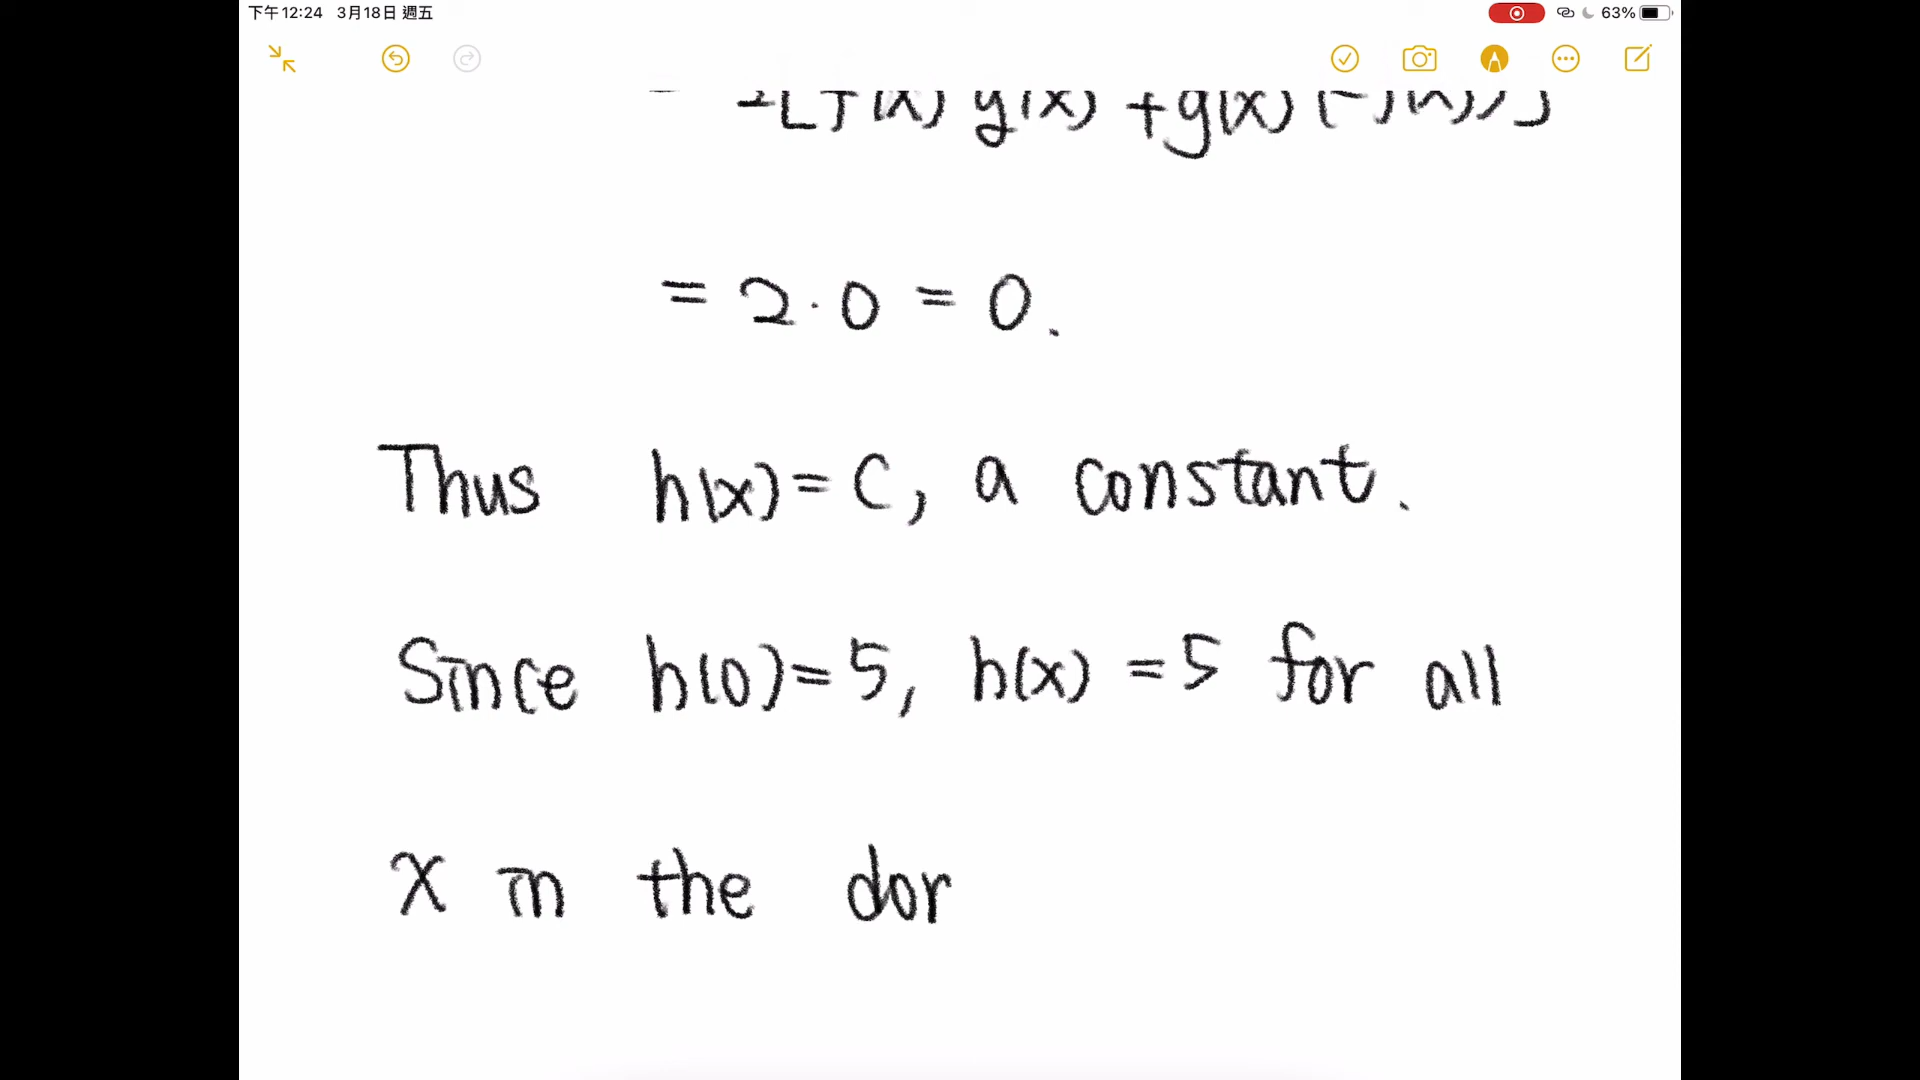 下午12:24 3月18日 週五
63%
= 2·0 = 0.
Thus h(x) = C, a constant.
Since h(0) = 5, h(x) = 5 for all
x in the dor